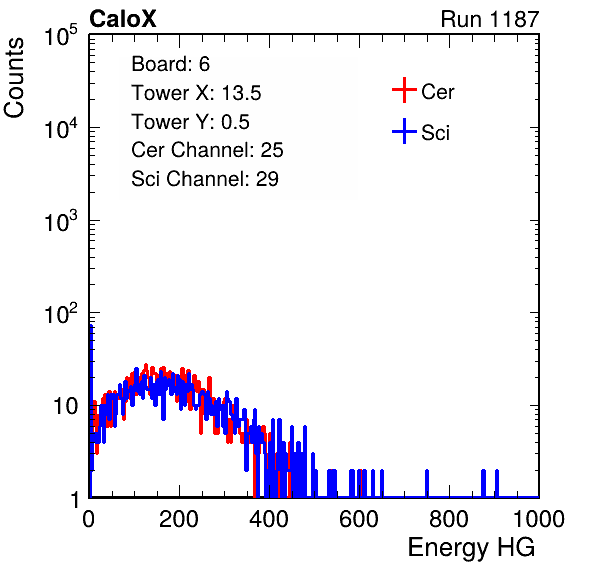 CaloX Run 1187
Counts
10^5
10^4
10^3
10^2
10
1
Board: 6
Tower X: 13.5
Tower Y: 0.5
Cer Channel: 25
Sci Channel: 29
Cer
Sci
0 200 400 600 800 1000
Energy HG